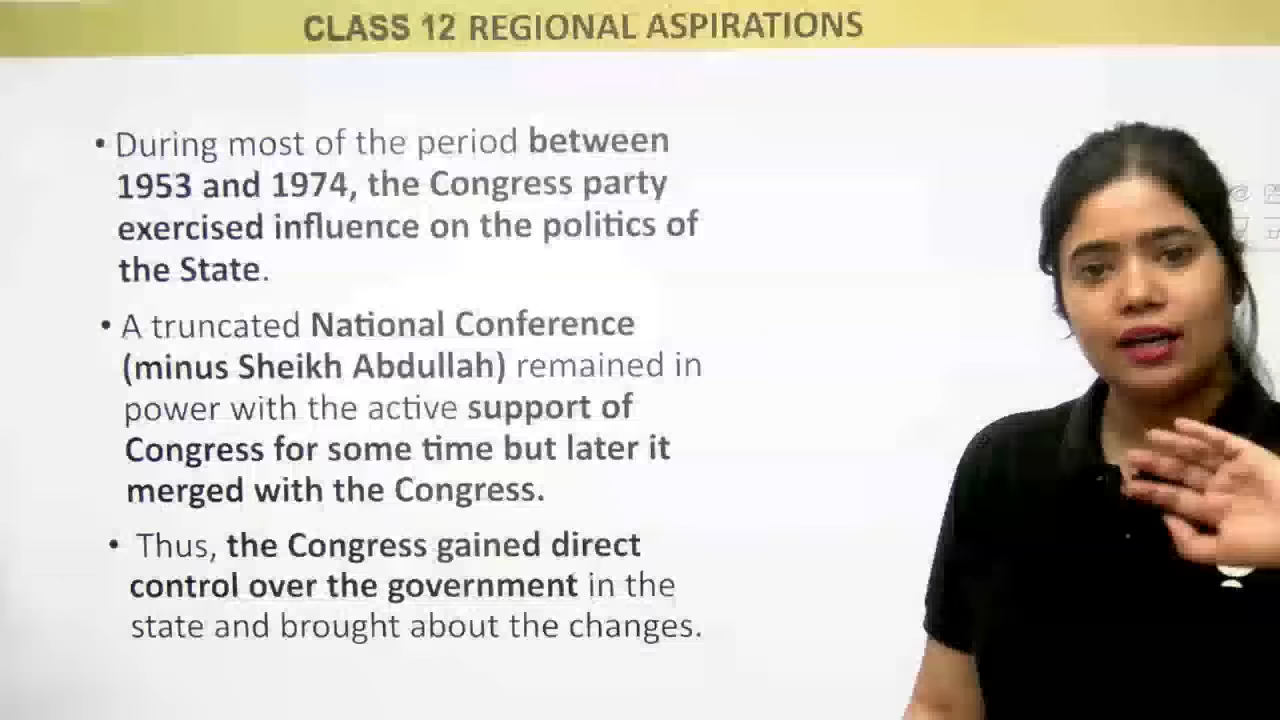 CLASS 12 REGIONAL ASPIRATIONS
• During most of the period between
1953 and 1974, the Congress party
exercised influence on the politics of
the State.
• A truncated National Conference
(minus Sheikh Abdullah) remained in
power with the active support of
Congress for some time but later it
merged with the Congress.
• Thus, the Congress gained direct
control over the government in the
state and brought about the changes.